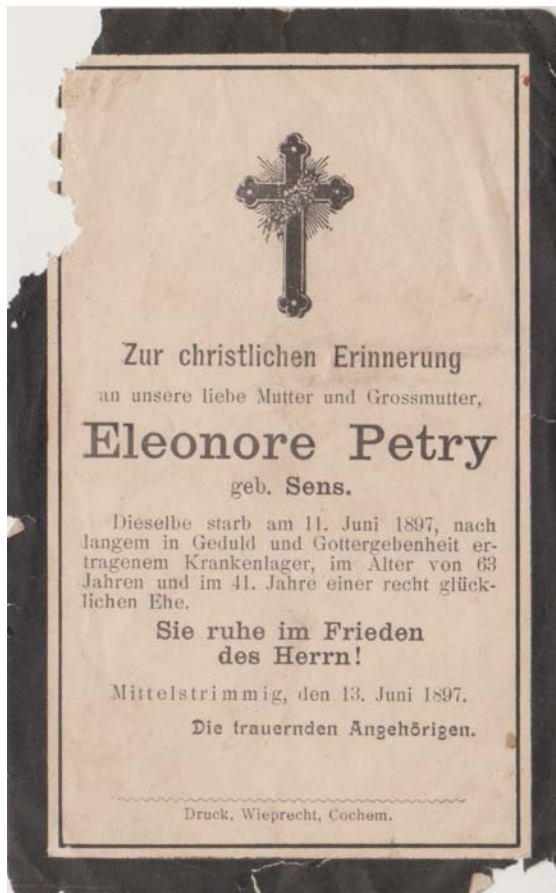 Zur christlichen Erinnerung
an unsere liebe Mutter und Grossmutter,
Eleonore Petry
geb. Sens.
Dieselbe starb am 11. Juni 1897, nach
langem in Geduld und Gottergebenheit er-
tragenem Krankenlager, im Alter von 63
Jahren und im 41. Jahre einer recht glück-
lichen Ehe.
Sie ruhe im Frieden
des Herrn!
Mittelstrimmig, den 13. Juni 1897.
Die trauernden Angehörigen.
Druck, Wieprecht, Cochem.